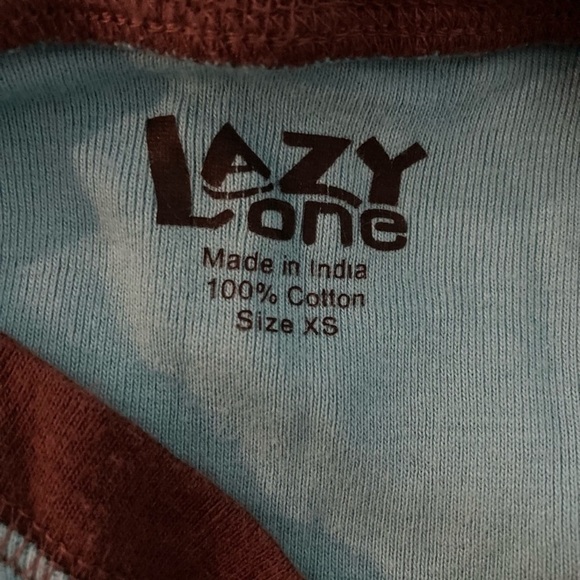 LAZY
one
Made in India
100% Cotton
Size XS